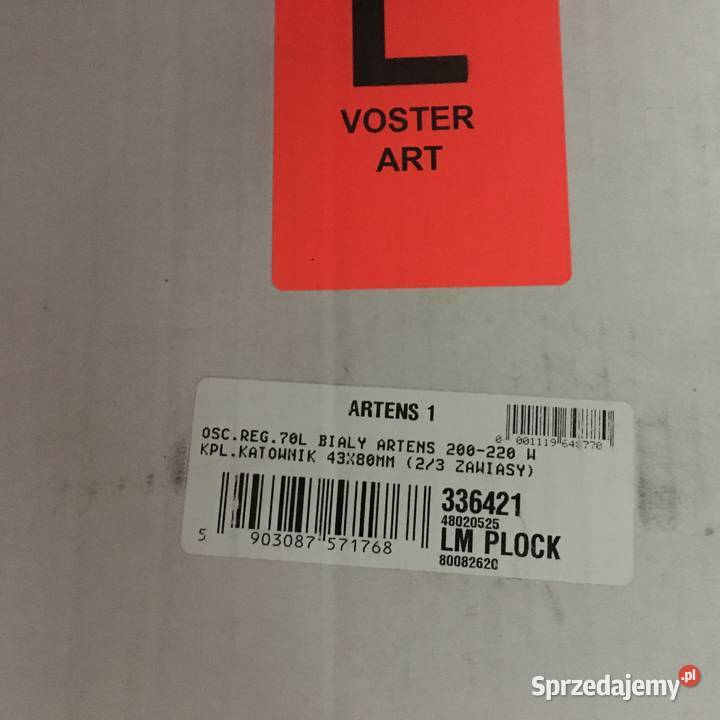 L
VOSTER
ART
ARTENS 1
0 001119 648770
OSC.REG.70L BIALY ARTENS 200-220 W
KPL.KATOWNIK 43X80MM (2/3 ZAWIASY)
336421
48020525
LM PLOCK
8008262C
5 903087 571768
Sprzedajemy.pl